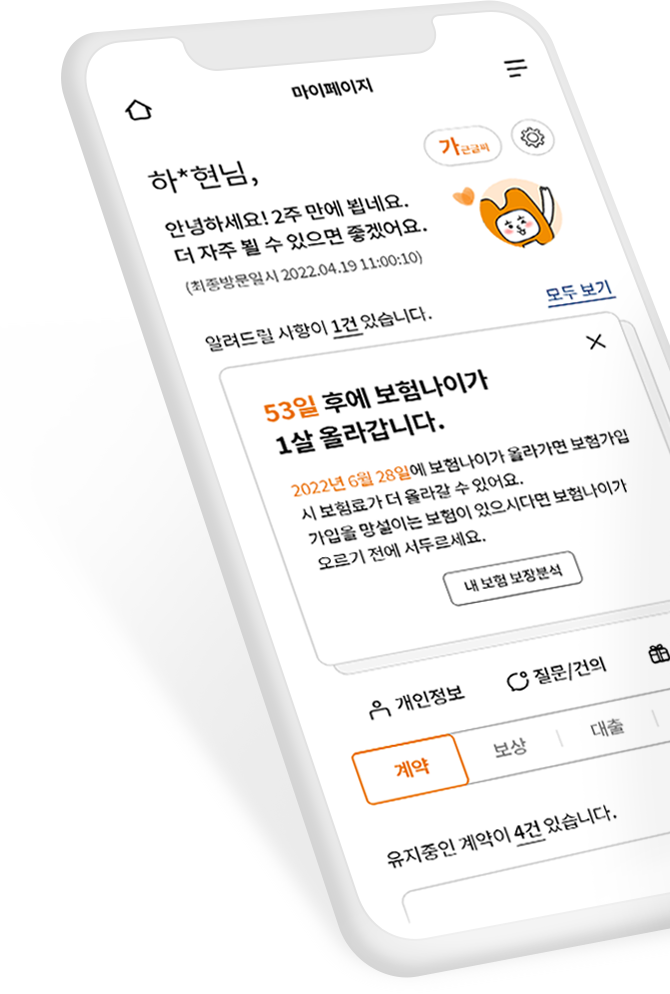 마이페이지
가 큰글씨
하*현님,
안녕하세요! 2주 만에 뵙네요.
더 자주 뵐 수 있으면 좋겠어요.
(최종방문일시 2022.04.19 11:00:10)
모두 보기
알려드릴 사항이 1건 있습니다.
53일 후에 보험나이가
1살 올라갑니다.
2022년 6월 28일에 보험나이가 올라가면 보험가입
시 보험료가 더 올라갈 수 있어요.
가입을 망설이는 보험이 있으시다면 보험나이가
오르기 전에 서두르세요.
내 보험 보장분석
개인정보 질문/건의
계약 보상 대출
유지중인 계약이 4건 있습니다.